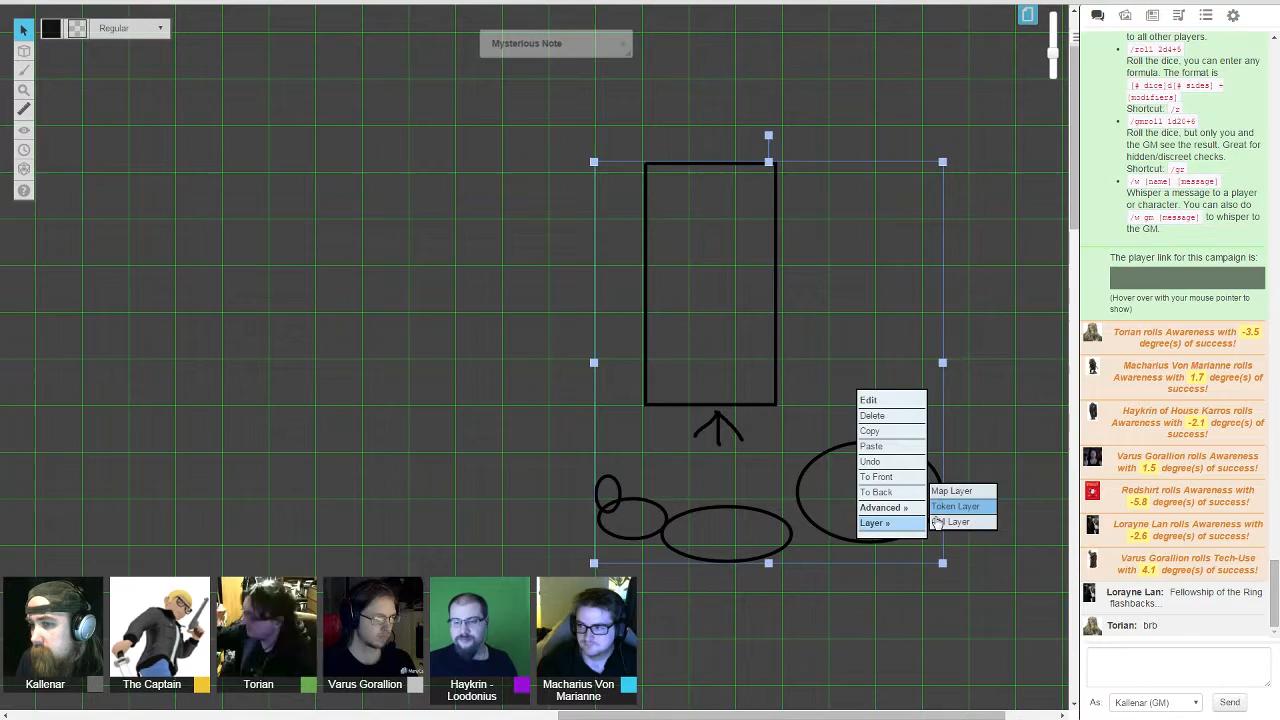 Regular
Mysterious Note
to all other players.
/roll 2d4+5
Roll the dice, you can enter any
formula. The format is
[# dice]d[# sides] +
[modifiers]
Shortcut: /r
/gmroll 1d20+6
Roll the dice, but only you and
the GM see the result. Great for
hidden/discreet checks.
Shortcut: /gr
/w [name] [message]
Whisper a message to a player
or character. You can also do
/w gm [message] to whisper to
the GM.
The player link for this campaign is:
(Hover over with your mouse pointer to
show)
Torian rolls Awareness with -3.5
degree(s) of success!
Macharius Von Marianne rolls
Awareness with 1.7 degree(s) of
success!
Haykrin of House Karros rolls
Awareness with -2.1 degree(s) of
success!
Varus Gorallion rolls Awareness
with 1.5 degree(s) of success!
Redshirt rolls Awareness with
-5.8 degree(s) of success!
Lorayne Lan rolls Awareness
with -2.6 degree(s) of success!
Varus Gorallion rolls Tech-Use
with 4.1 degree(s) of success!
Lorayne Lan: Fellowship of the Ring
flashbacks...
Torian: brb
As: Kallenar (GM) Send
Edit
Delete
Copy
Paste
Undo
To Front
To Back
Advanced »
Layer »
Map Layer
Token Layer
Layer
Kallenar
The Captain
Torian
Varus Gorallion
Haykrin -
Loodonius
Macharius Von
Marianne